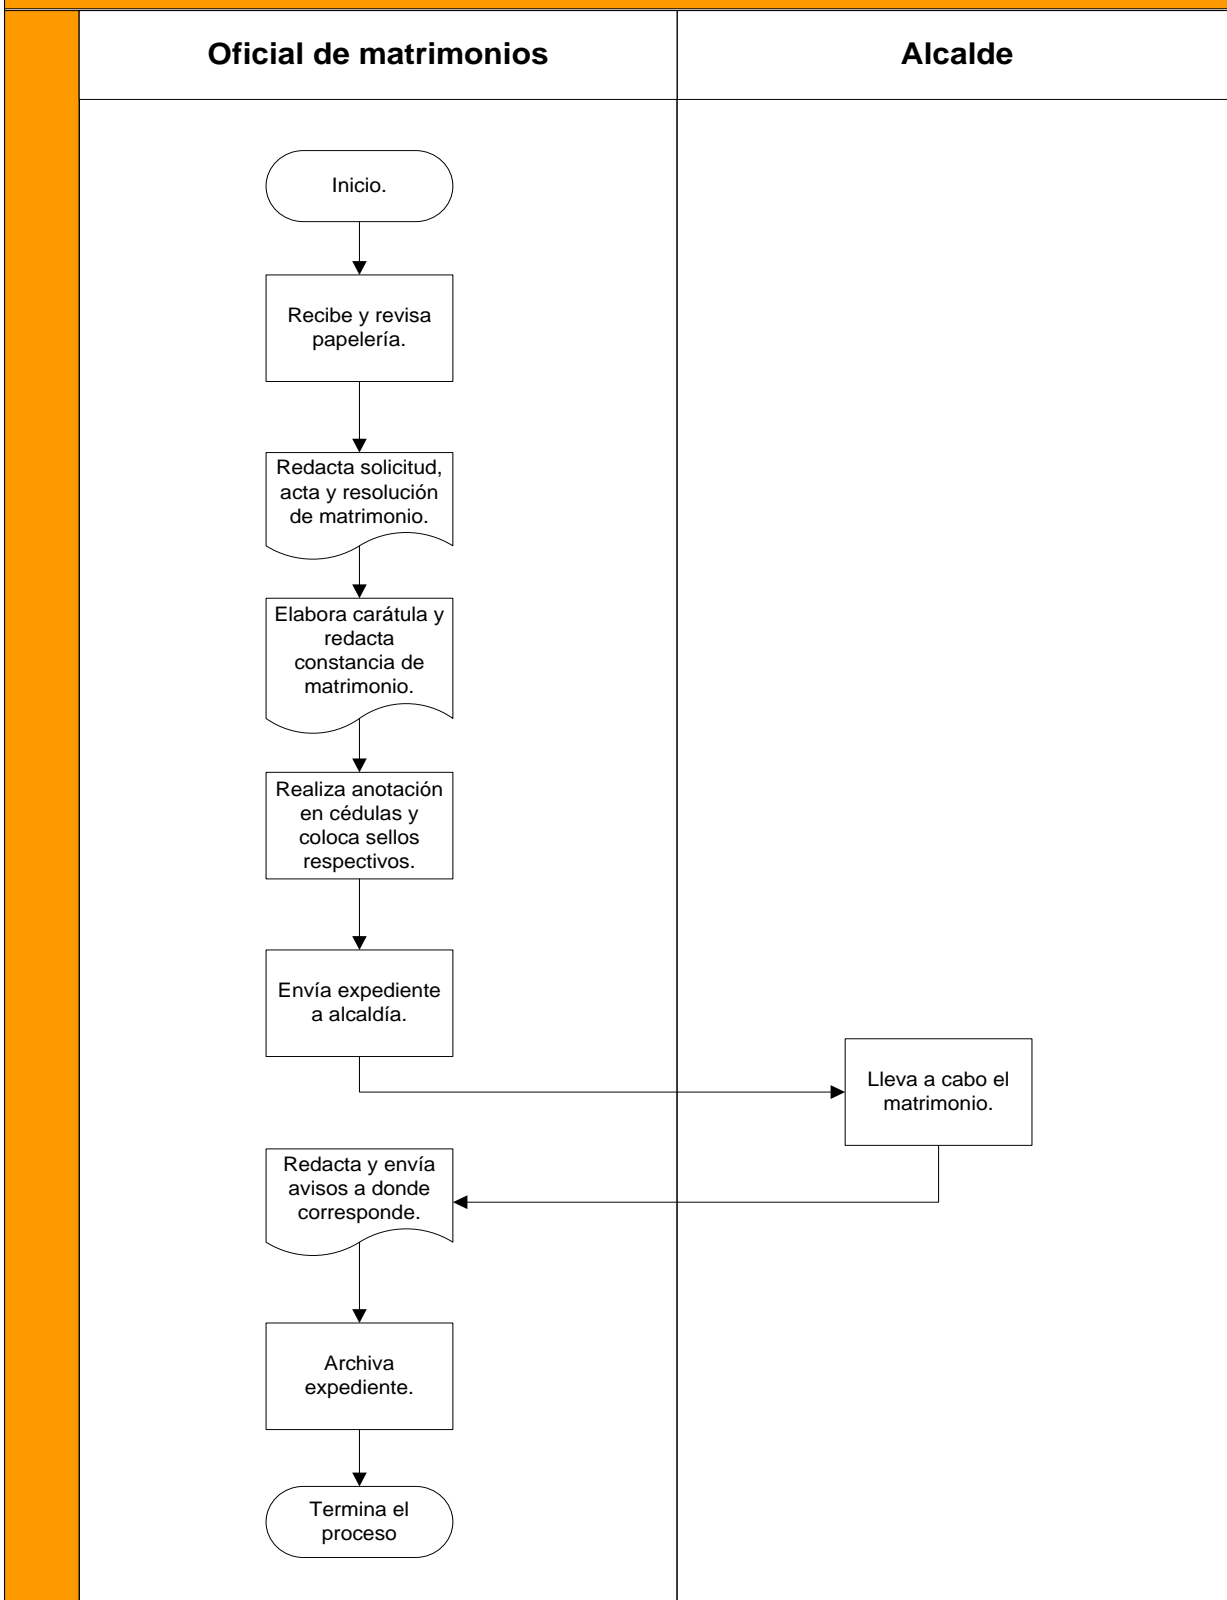 Oficial de matrimonios
Alcalde
Inicio.
Recibe y revisa
papelería.
Redacta solicitud,
acta y resolución
de matrimonio.
Elabora carátula y
redacta
constancia de
matrimonio.
Realiza anotación
en cédulas y
coloca sellos
respectivos.
Envía expediente
a alcaldía.
Lleva a cabo el
matrimonio.
Redacta y envía
avisos a donde
corresponde.
Archiva
expediente.
Termina el
proceso